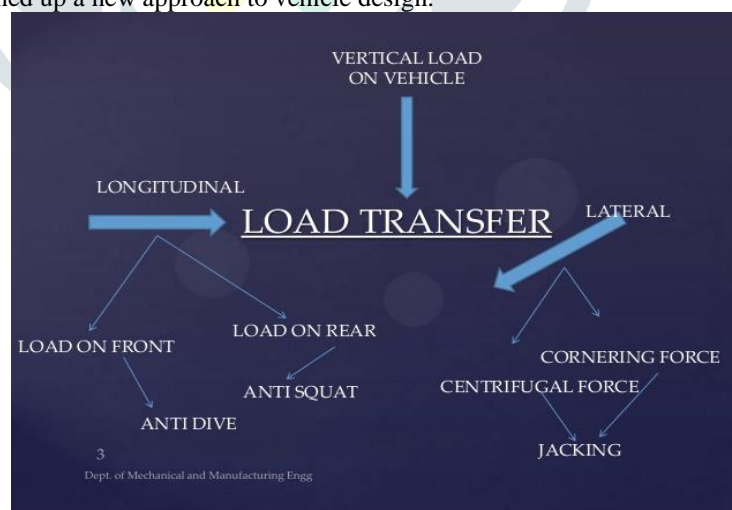 up a new approach to vehicle design.
VERTICAL LOAD
ON VEHICLE
LONGITUDINAL
LOAD TRANSFER
LATERAL
LOAD ON FRONT
LOAD ON REAR
CORNERING FORCE
ANTI SQUAT
CENTRIFUGAL FORCE
ANTI DIVE
JACKING
3
Dept. of Mechanical and Manufacturing Engg